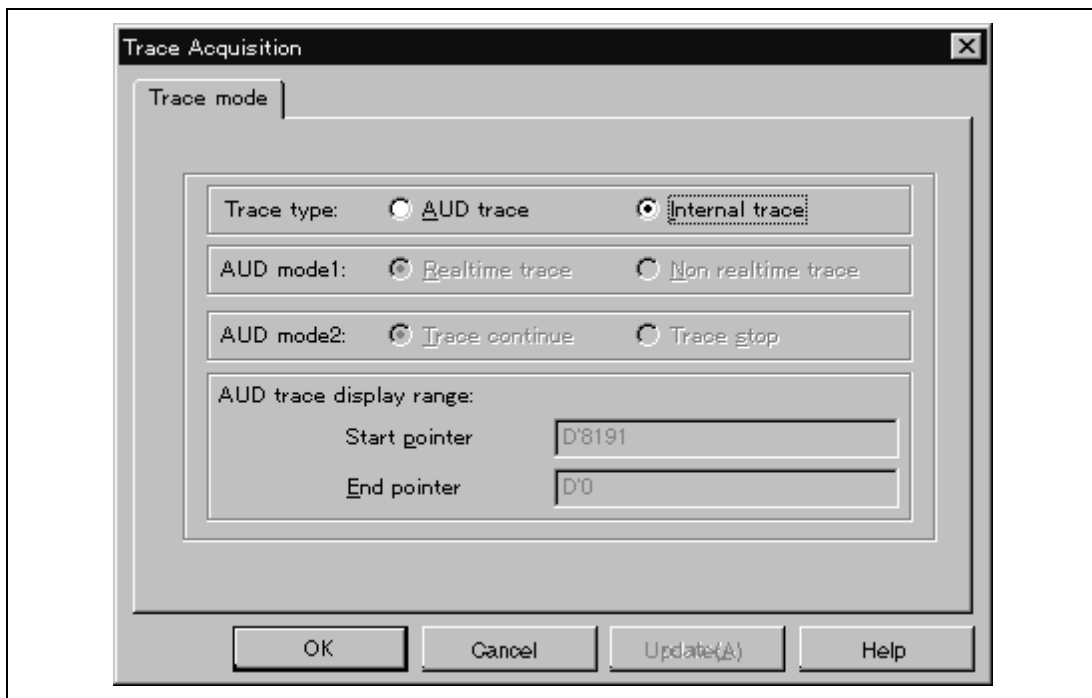 Trace Acquisition
Trace mode
Trace type: AUD trace Internal trace
AUD mode1: Realtime trace Non realtime trace
AUD mode2: Trace continue Trace stop
AUD trace display range:
Start pointer D'8191
End pointer D'0
OK Cancel Update(A) Help